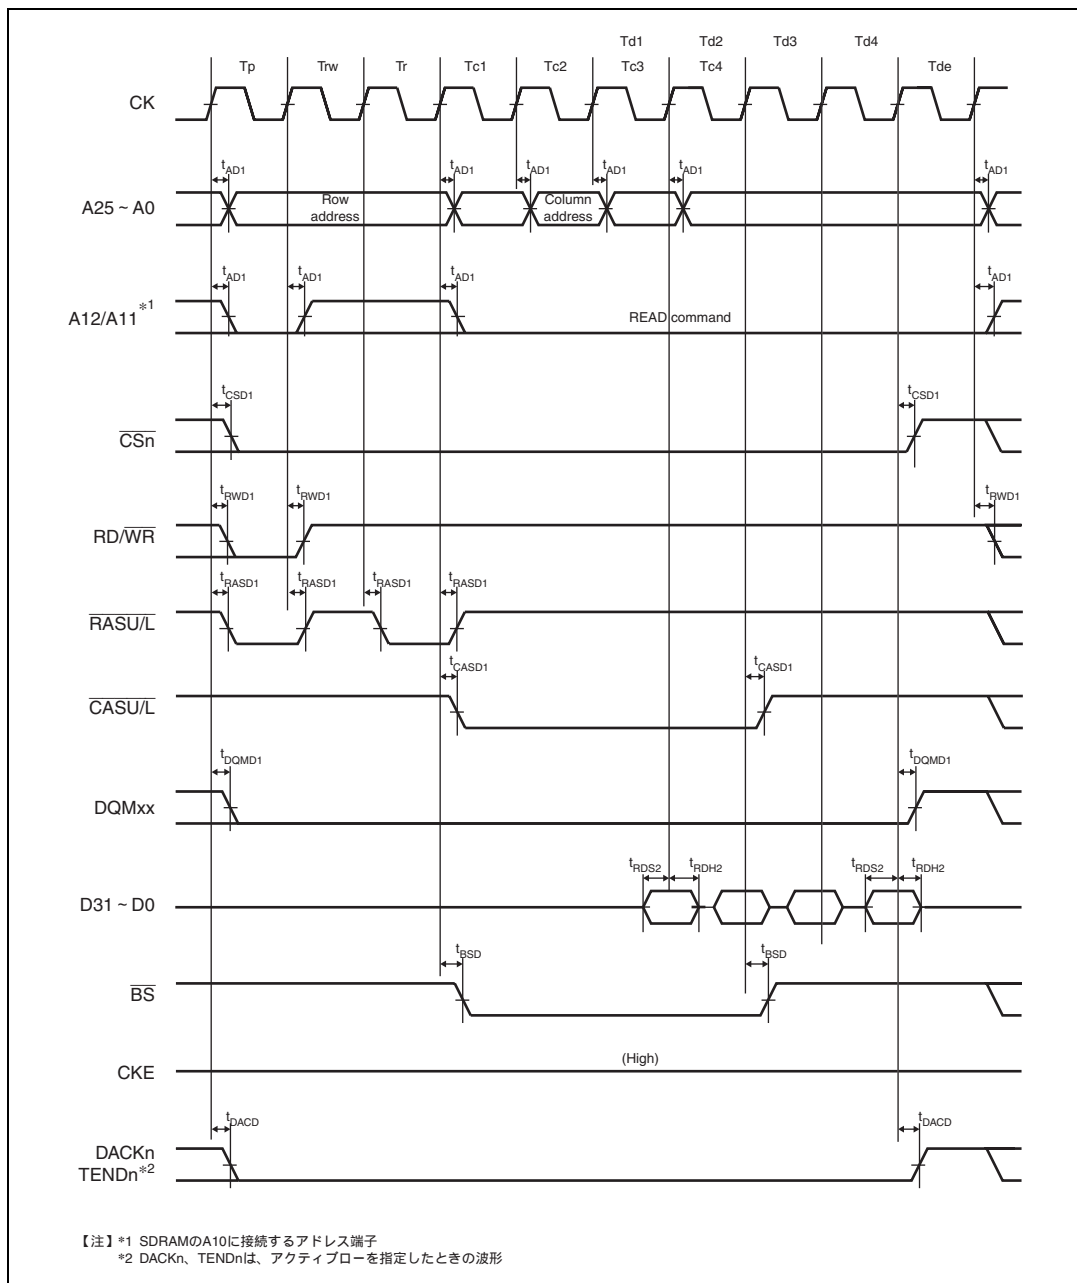 Td1 Td2 Td3 Td4
Tp Trw Tr Tc1 Tc2 Tc3 Tc4 Tde
CK
tAD1 tAD1 tAD1 tAD1 tAD1 tAD1
A25 ~ A0 Row address Column address
tAD1 tAD1 tAD1 tAD1
A12/A11*1 READ command
tCSD1 tCSD1
CSn
tRWD1 tRWD1 tRWD1
RD/WR
tRASD1 tRASD1 tRASD1 tRASD1
RASU/L
tCASD1 tCASD1
CASU/L
tDQMD1 tDQMD1
DQMxx
tRDS2 tRDH2 tRDS2 tRDH2
D31 ~ D0
tBSD tBSD
BS
(High)
CKE
tDACD tDACD
DACKn
TENDn*2
【注】*1 SDRAMのA10に接続するアドレス端子
*2 DACKn、TENDnは、アクティブローを指定したときの波形